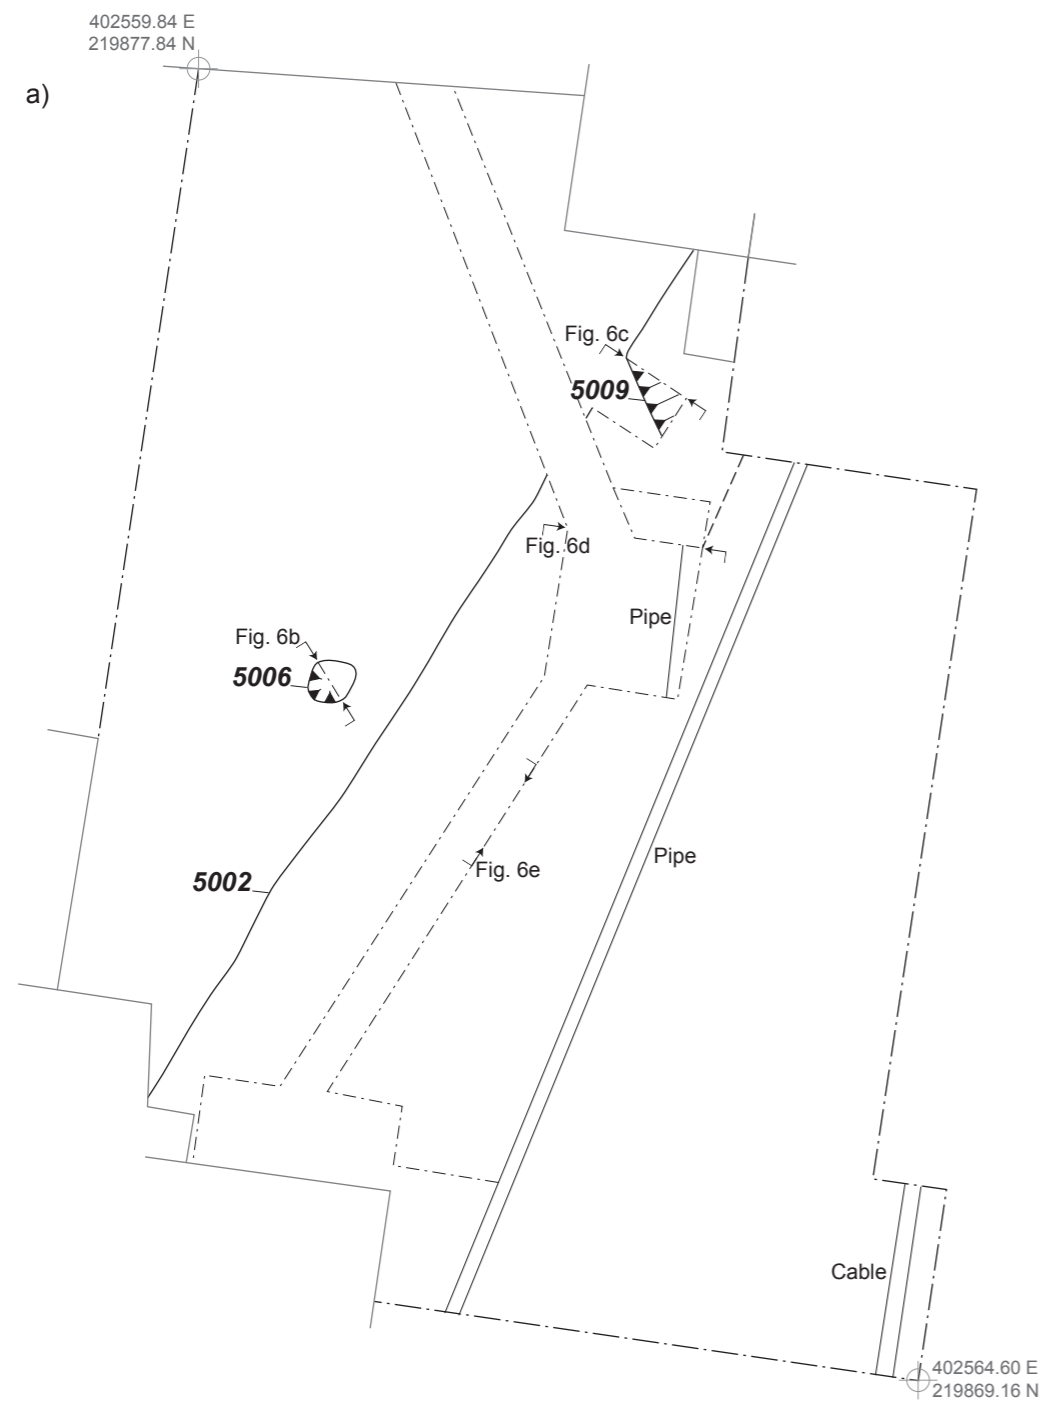 402559.84 E
219877.84 N
a)
Fig. 6c
5009
Fig. 6d
Pipe
Fig. 6b
5006
Pipe
Fig. 6e
5002
Cable
402564.60 E
219869.16 N